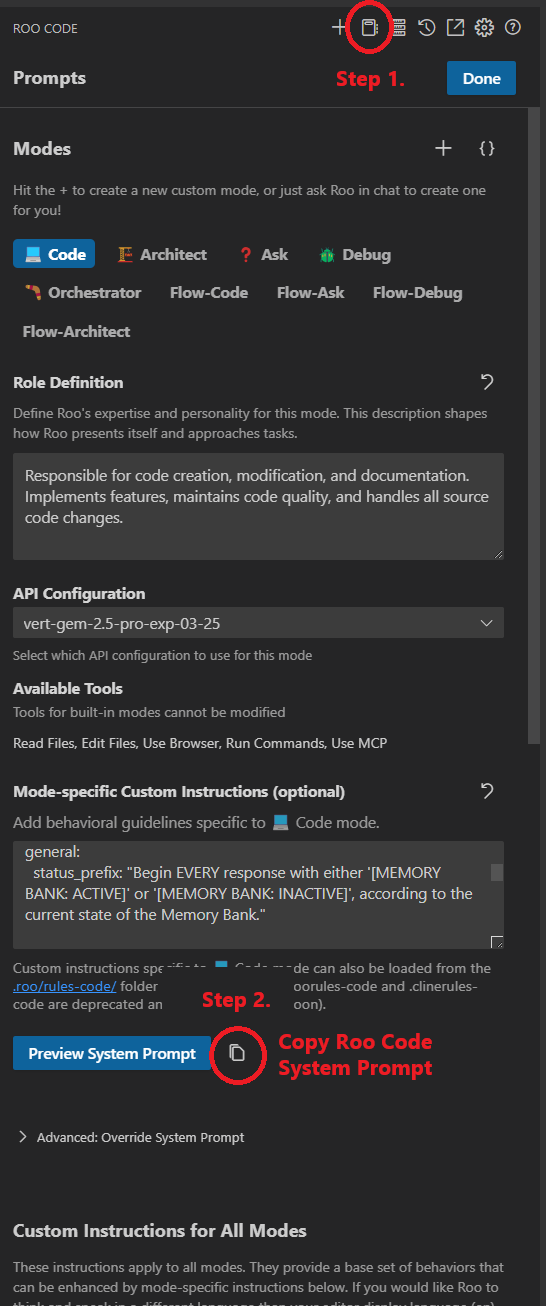 ROO CODE
Step 1.
Prompts
Done
Modes
Hit the + to create a new custom mode, or just ask Roo in chat to create one
for you!
Code Architect Ask Debug
Orchestrator Flow-Code Flow-Ask Flow-Debug
Flow-Architect
Role Definition
Define Roo's expertise and personality for this mode. This description shapes
how Roo presents itself and approaches tasks.
Responsible for code creation, modification, and documentation.
Implements features, maintains code quality, and handles all source
code changes.
API Configuration
vert-gem-2.5-pro-exp-03-25
Select which API configuration to use for this mode
Available Tools
Tools for built-in modes cannot be modified
Read Files, Edit Files, Use Browser, Run Commands, Use MCP
Mode-specific Custom Instructions (optional)
Add behavioral guidelines specific to Code mode.
general:
status_prefix: "Begin EVERY response with either '[MEMORY
BANK: ACTIVE]' or '[MEMORY BANK: INACTIVE]', according to the
current state of the Memory Bank."
Custom instructions Code can also be loaded from the
.roo/rules-code/ folder oorules-code and .clinerules-
code are deprecated oon).
Step 2.
Preview System Prompt
Copy Roo Code
System Prompt
Advanced: Override System Prompt
Custom Instructions for All Modes
These instructions apply to all modes. They provide a base set of behaviors that
can be enhanced by mode-specific instructions below. If you would like Roo to